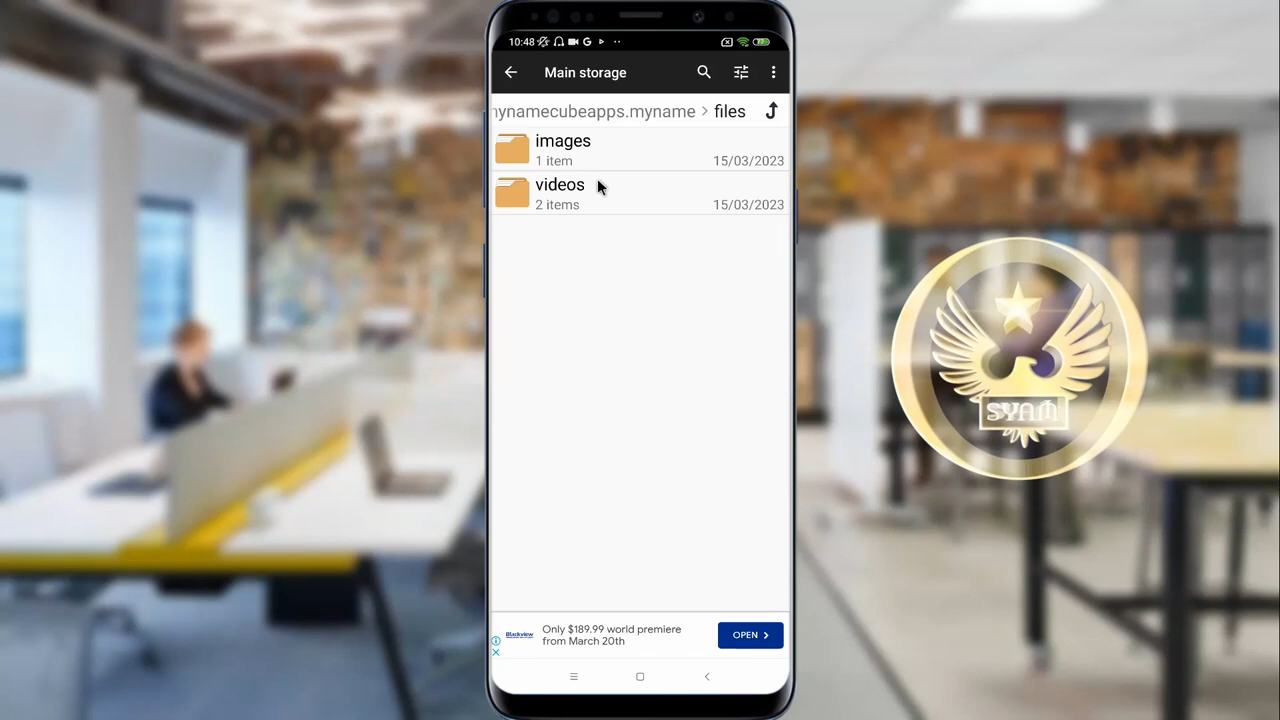 10:48
Main storage
nynamecubeapps.myname > files
images
1 item 15/03/2023
videos
2 items 15/03/2023
Blackview
Only $189.99 world premiere
from March 20th
OPEN >
SYAM